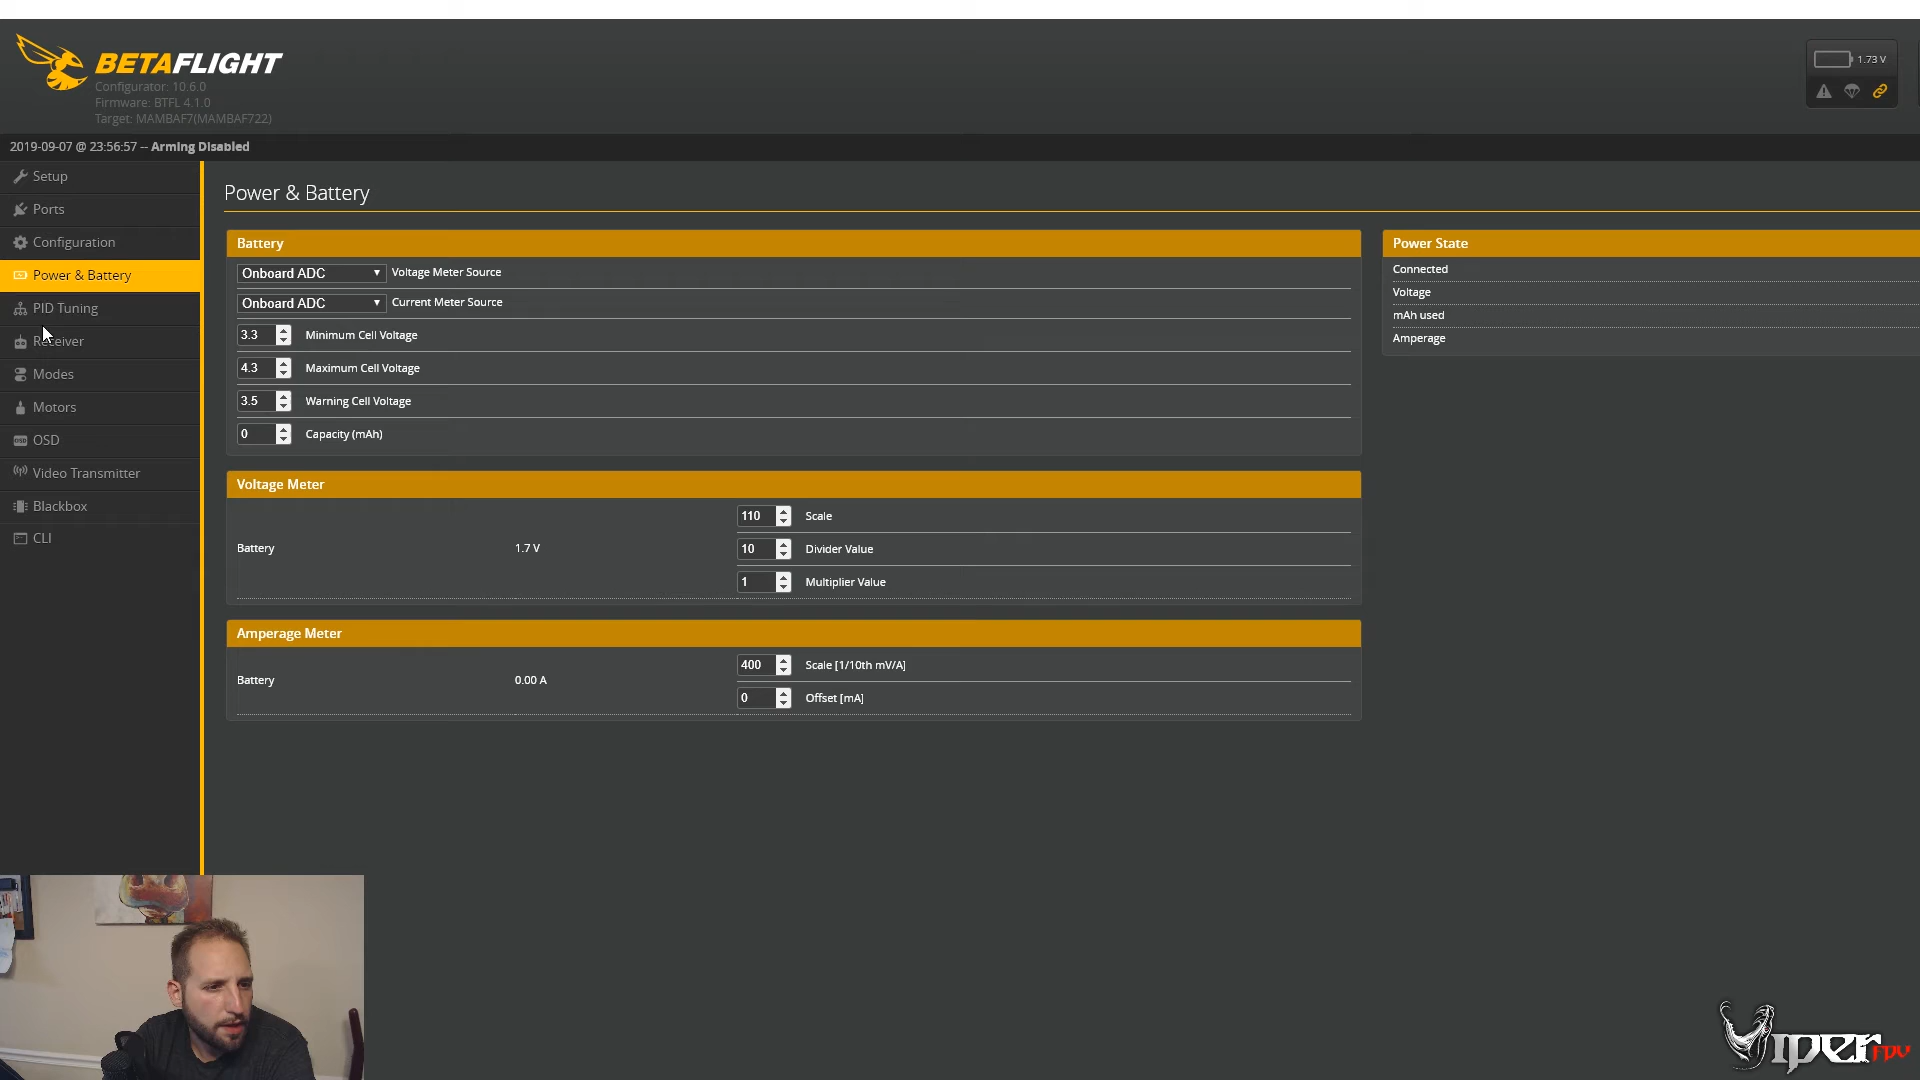 BETAFLIGHT
Configurator: 10.6.0
Firmware: BTFL 4.1.0
Target: MAMBAF7(MAMBAF722)
1.73 V
2019-09-07 @ 23:56:57 -- Arming Disabled
Setup
Ports
Configuration
Power & Battery
PID Tuning
Receiver
Modes
Motors
OSD
Video Transmitter
Blackbox
CLI
Power & Battery
Battery
Onboard ADC Voltage Meter Source
Onboard ADC Current Meter Source
3.3 Minimum Cell Voltage
4.3 Maximum Cell Voltage
3.5 Warning Cell Voltage
0 Capacity (mAh)
Voltage Meter
Battery 1.7 V
110 Scale
10 Divider Value
1 Multiplier Value
Amperage Meter
Battery 0.00 A
400 Scale [1/10th mV/A]
0 Offset [mA]
Power State
Connected
Voltage
mAh used
Amperage
Viper FPV